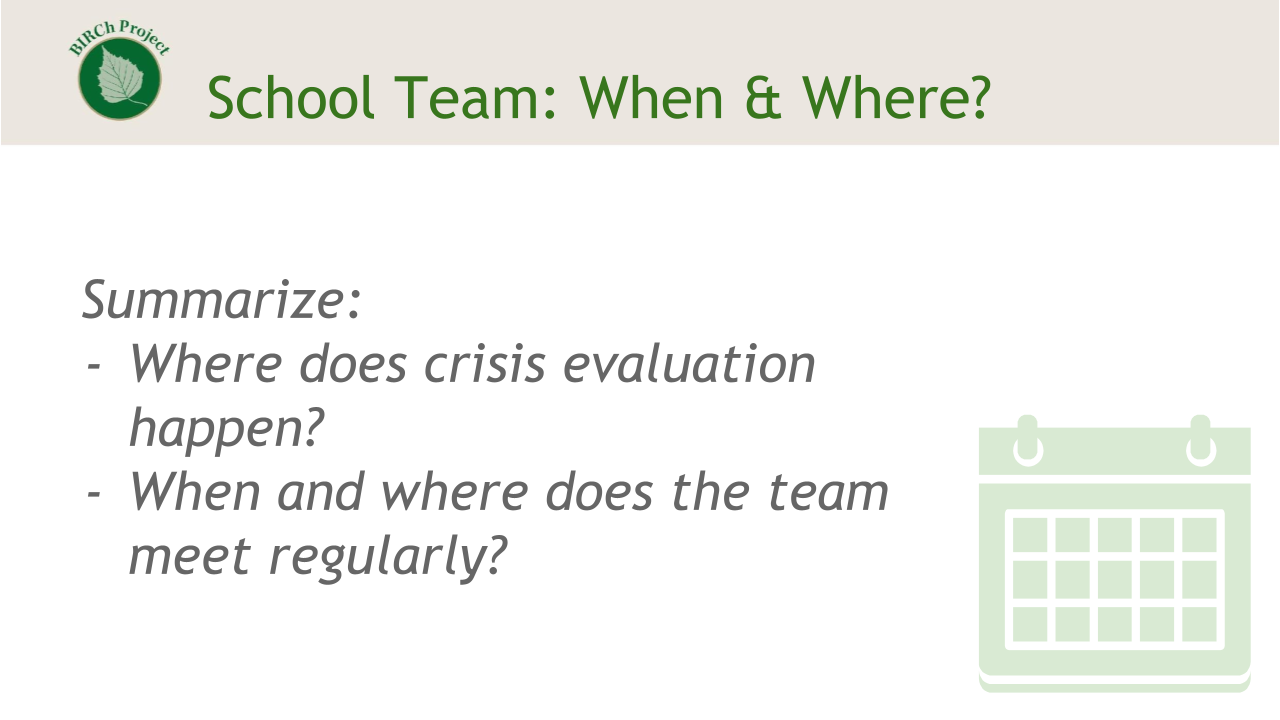 BIRCh Project
School Team: When & Where?
Summarize:
- Where does crisis evaluation
happen?
- When and where does the team
meet regularly?